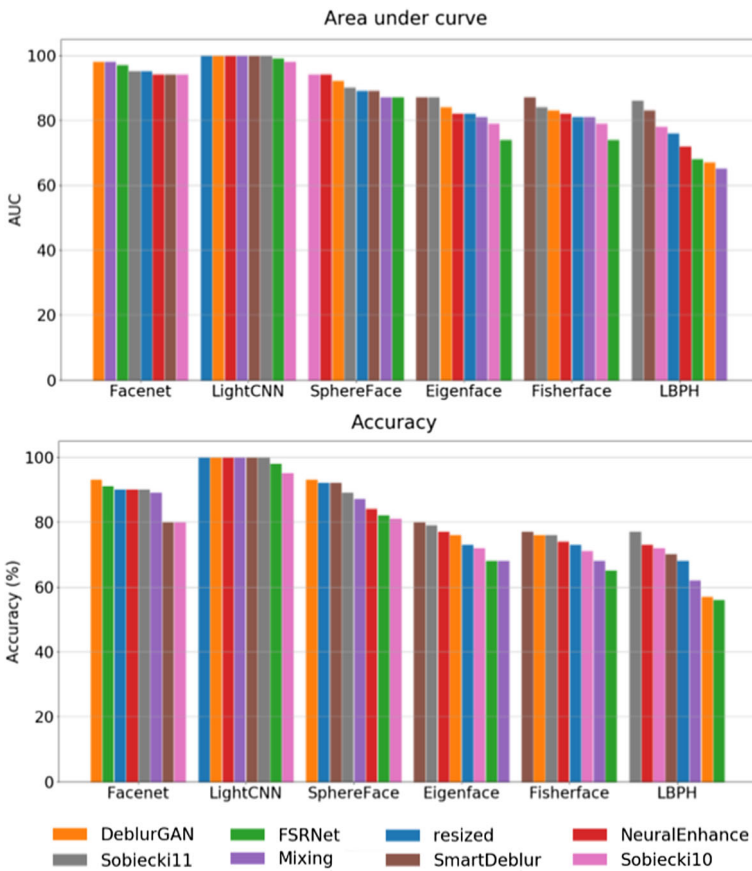 Area under curve
100
80
60
40
20
0
AUC
Facenet LightCNN SphereFace Eigenface Fisherface LBPH
Accuracy
100
80
60
40
20
0
Accuracy (%)
Facenet LightCNN SphereFace Eigenface Fisherface LBPH
DeblurGAN FSRNet resized NeuralEnhance
Sobiecki11 Mixing SmartDeblur Sobiecki10